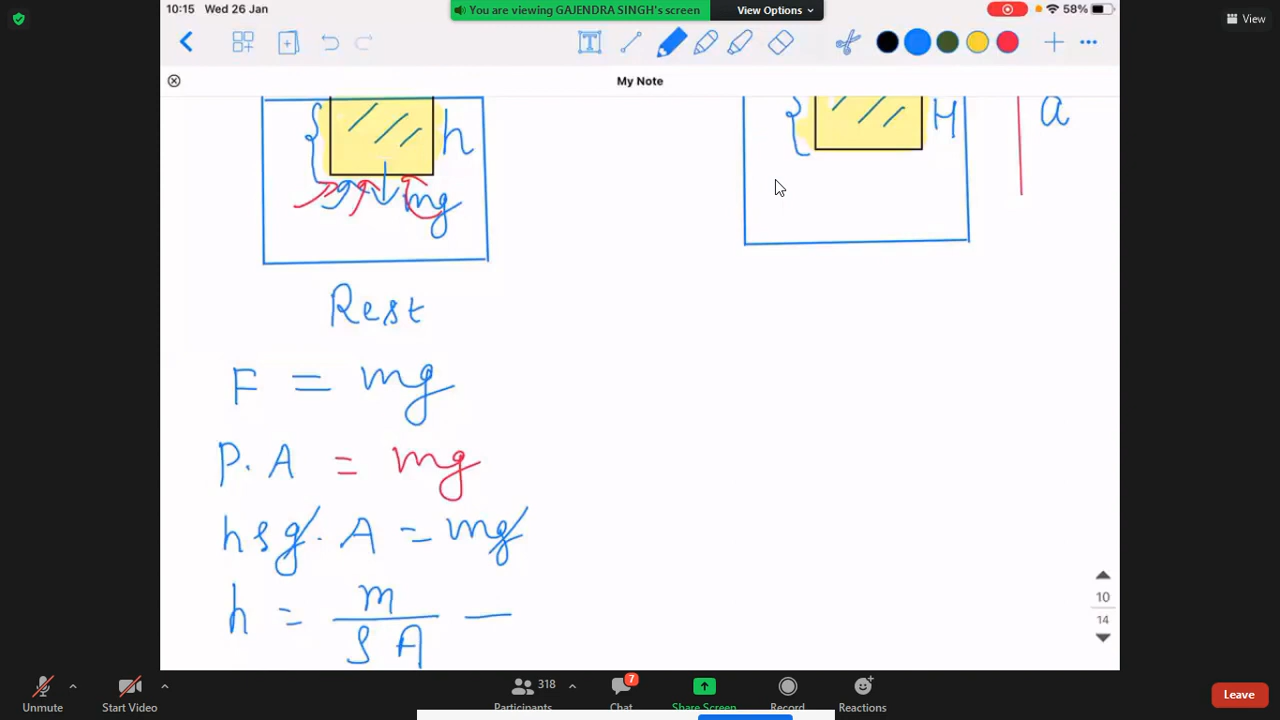 10:15 Wed 26 Jan
You are viewing GAJENDRA SINGH's screen
View Options
58%
View
My Note
h
mg
H
a
Rest
F = mg
P. A = mg
hρg. A = mg
h = m / ρ A —
10
14
Unmute
Start Video
318
Participants
7
Chat
Share Screen
Record
Reactions
Leave